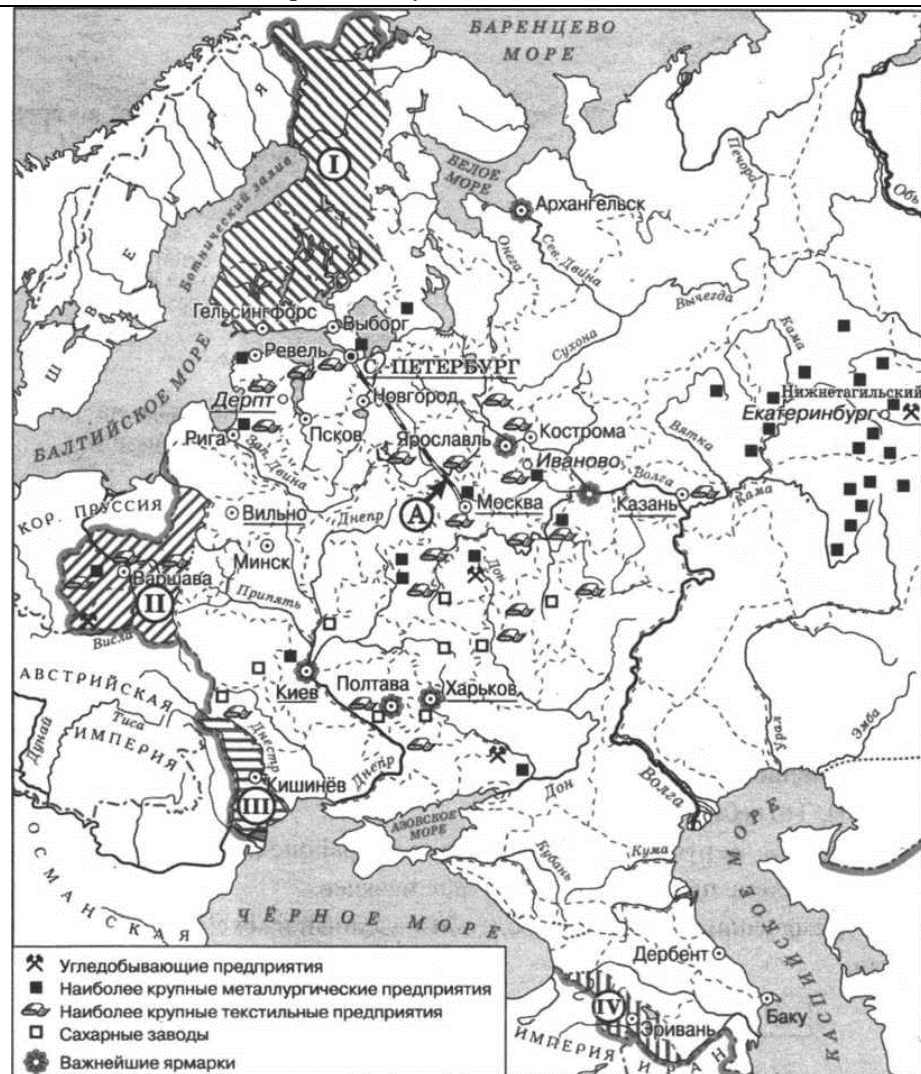 БАРЕНЦЕВО
МОРЕ
БЕЛОЕ
МОРЕ
Печора
Обь
I
Ботнический залив
ШВЕЦИЯ
Архангельск
Онега
Сев. Двина
Вычегда
Сухона
Кама
Гельсингфорс
Выборг
Ревель
С.-ПЕТЕРБУРГ
Нижнетагильский
Екатеринбург
БАЛТИЙСКОЕ МОРЕ
Дерпт
Новгород
Псков
Ярославль
Кострома
Вятка
Рига
Зап. Двина
Иваново
Волга
Кама
КОР. ПРУССИЯ
Вильно
Днепр
А
Москва
Казань
Минск
Дон
Варшава
II
Припять
Висла
АВСТРИЙСКАЯ
ИМПЕРИЯ
Киев
Полтава
Харьков
Дунай
Тиса
Днестр
Урал
Эмба
Кишинёв
III
Днепр
Дон
Волга
АЗОВСКОЕ
МОРЕ
ОСМАНСКАЯ
Кубань
Кума
ЧЁРНОЕ МОРЕ
КАСПИЙСКОЕ МОРЕ
Дербент
IV
Эривань
Баку
ИМПЕРИЯ
ИРАН
Угледобывающие предприятия
Наиболее крупные металлургические предприятия
Наиболее крупные текстильные предприятия
Сахарные заводы
Важнейшие ярмарки